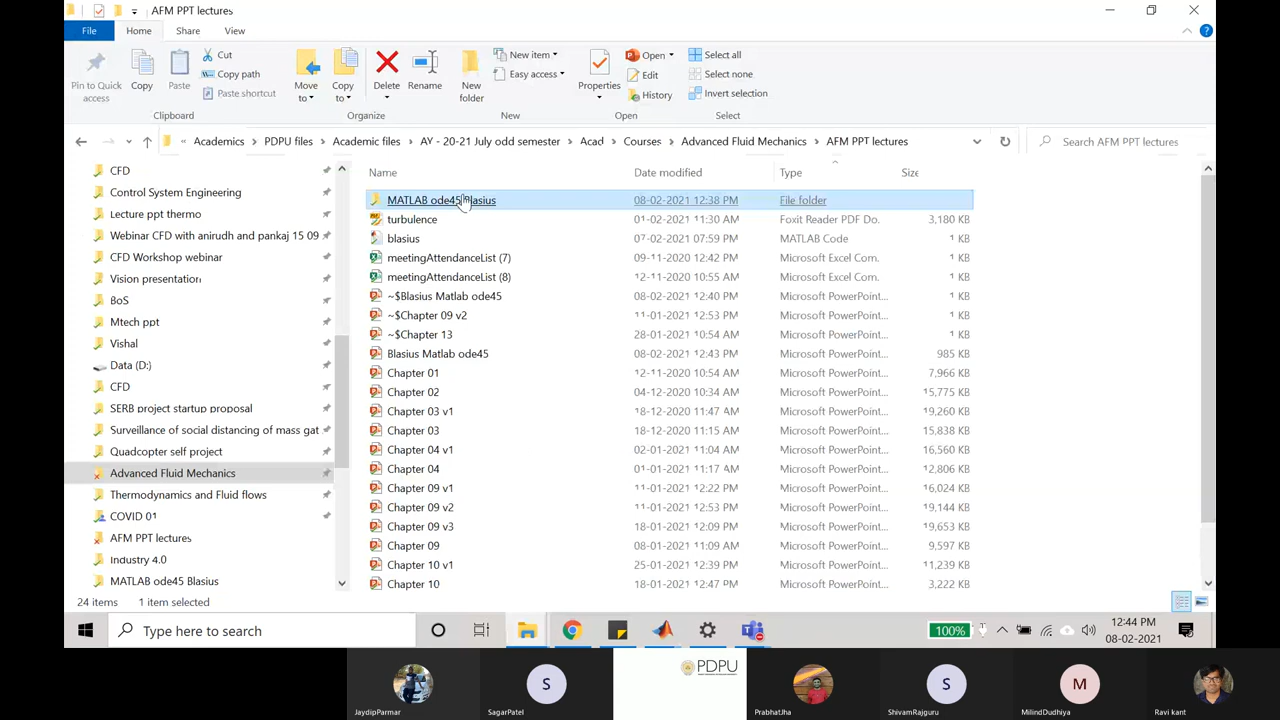 AFM PPT lectures
File
Home
Share
View
Pin to Quick access
Copy
Paste
Cut
Copy path
Paste shortcut
Clipboard
Move to
Copy to
Delete
Rename
Organize
New folder
New item
Easy access
New
Properties
Open
Edit
History
Open
Select all
Select none
Invert selection
Select
« Academics > PDPU files > Academic files > AY - 20-21 July odd semester > Acad > Courses > Advanced Fluid Mechanics > AFM PPT lectures
Search AFM PPT lectures
CFD
Control System Engineering
Lecture ppt thermo
Webinar CFD with anirudh and pankaj 15 09
CFD Workshop webinar
Vision presentation
BoS
Mtech ppt
Vishal
Data (D:)
CFD
SERB project startup proposal
Surveillance of social distancing of mass gat
Quadcopter self project
Advanced Fluid Mechanics
Thermodynamics and Fluid flows
COVID 01
AFM PPT lectures
Industry 4.0
MATLAB ode45 Blasius
Name Date modified Type Size
MATLAB ode45 Blasius 08-02-2021 12:38 PM File folder
turbulence 01-02-2021 11:30 AM Foxit Reader PDF Do... 3,180 KB
blasius 07-02-2021 07:59 PM MATLAB Code 1 KB
meetingAttendanceList (7) 09-11-2020 12:42 PM Microsoft Excel Com... 1 KB
meetingAttendanceList (8) 12-11-2020 10:55 AM Microsoft Excel Com... 1 KB
~$Blasius Matlab ode45 08-02-2021 12:40 PM Microsoft PowerPoint... 1 KB
~$Chapter 09 v2 11-01-2021 12:53 PM Microsoft PowerPoint... 1 KB
~$Chapter 13 28-01-2021 10:54 AM Microsoft PowerPoint... 1 KB
Blasius Matlab ode45 08-02-2021 12:43 PM Microsoft PowerPoint... 985 KB
Chapter 01 12-11-2020 10:54 AM Microsoft PowerPoint... 7,966 KB
Chapter 02 04-12-2020 10:34 AM Microsoft PowerPoint... 15,775 KB
Chapter 03 v1 18-12-2020 11:47 AM Microsoft PowerPoint... 19,260 KB
Chapter 03 18-12-2020 11:15 AM Microsoft PowerPoint... 15,838 KB
Chapter 04 v1 02-01-2021 11:14 AM Microsoft PowerPoint... 16,560 KB
Chapter 04 01-01-2021 11:17 AM Microsoft PowerPoint... 12,806 KB
Chapter 09 v1 11-01-2021 12:22 PM Microsoft PowerPoint... 16,024 KB
Chapter 09 v2 11-01-2021 12:53 PM Microsoft PowerPoint... 19,144 KB
Chapter 09 v3 18-01-2021 12:09 PM Microsoft PowerPoint... 19,653 KB
Chapter 09 08-01-2021 11:09 AM Microsoft PowerPoint... 9,597 KB
Chapter 10 v1 25-01-2021 12:39 PM Microsoft PowerPoint... 11,239 KB
Chapter 10 18-01-2021 12:47 PM Microsoft PowerPoint... 3,222 KB
24 items 1 item selected
Type here to search
100%
12:44 PM
08-02-2021
JaydipParmar
S
SagarPatel
PDPU
PrabhatJha
S
ShivamRajguru
M
MilindDudhiya
Ravi kant